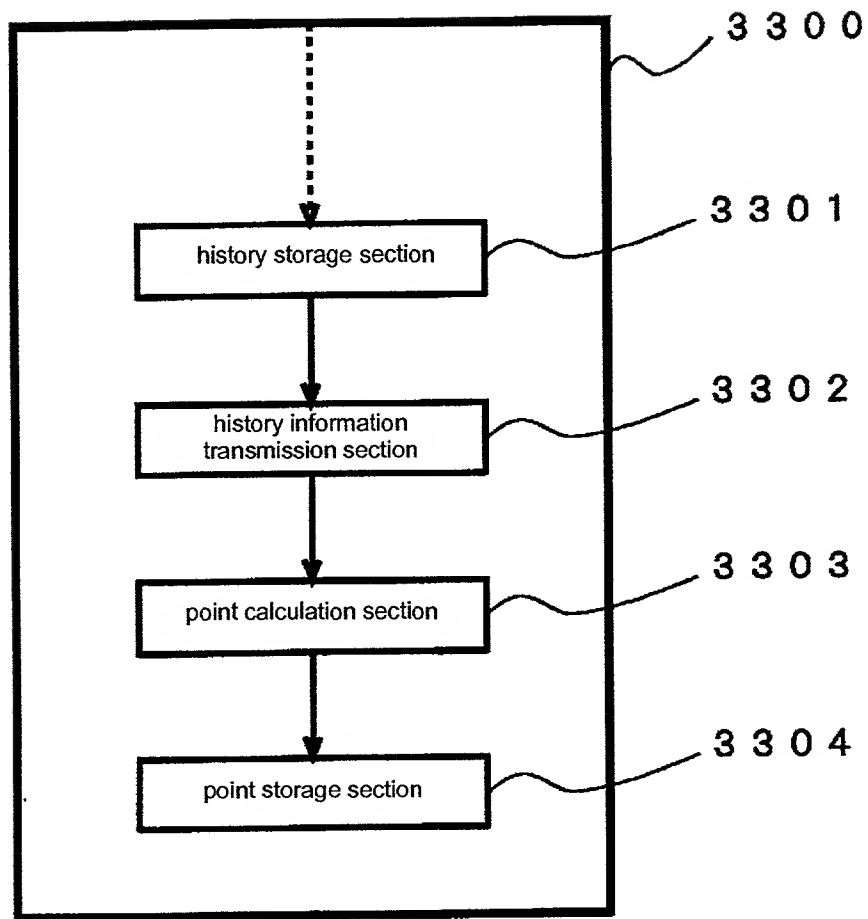 3300
history storage section
3301
history information
transmission section
3302
point calculation section
3303
point storage section
3304